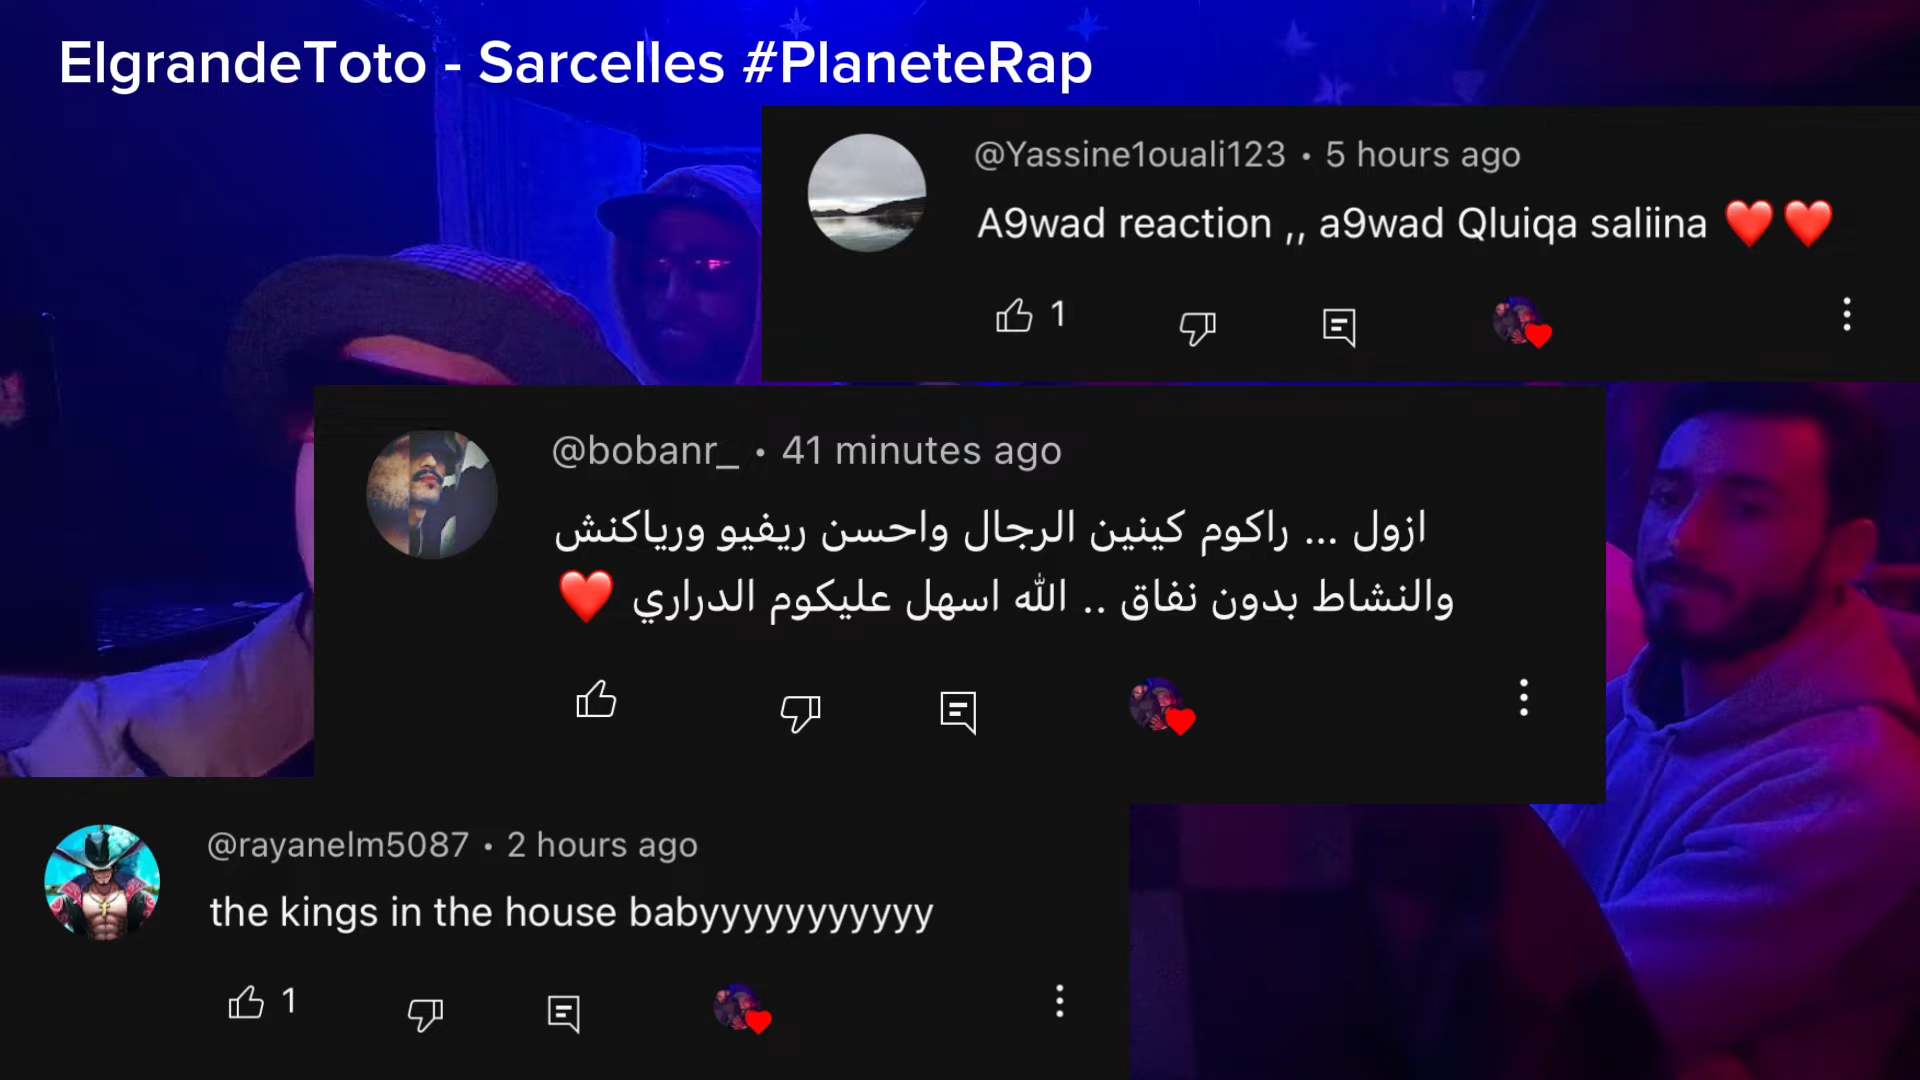 ElgrandeToto - Sarcelles #PlaneteRap
@Yassine1ouali123 • 5 hours ago
A9wad reaction ,, a9wad Qluiqa saliina ❤️❤️
1
@bobanr_ • 41 minutes ago
ازول ... راكوم كينين الرجال واحسن ريفيو ورياكنش
والنشاط بدون نفاق .. الله اسهل عليكوم الدراري ❤️
@rayanelm5087 • 2 hours ago
the kings in the house babyyyyyyyyyyy
1